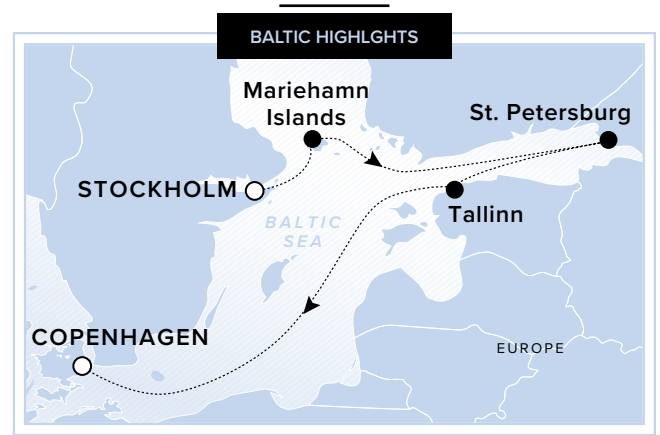 BALTIC HIGHLGHTS
Mariehamn
Islands
St. Petersburg
STOCKHOLM
Tallinn
BALTIC
SEA
COPENHAGEN
EUROPE